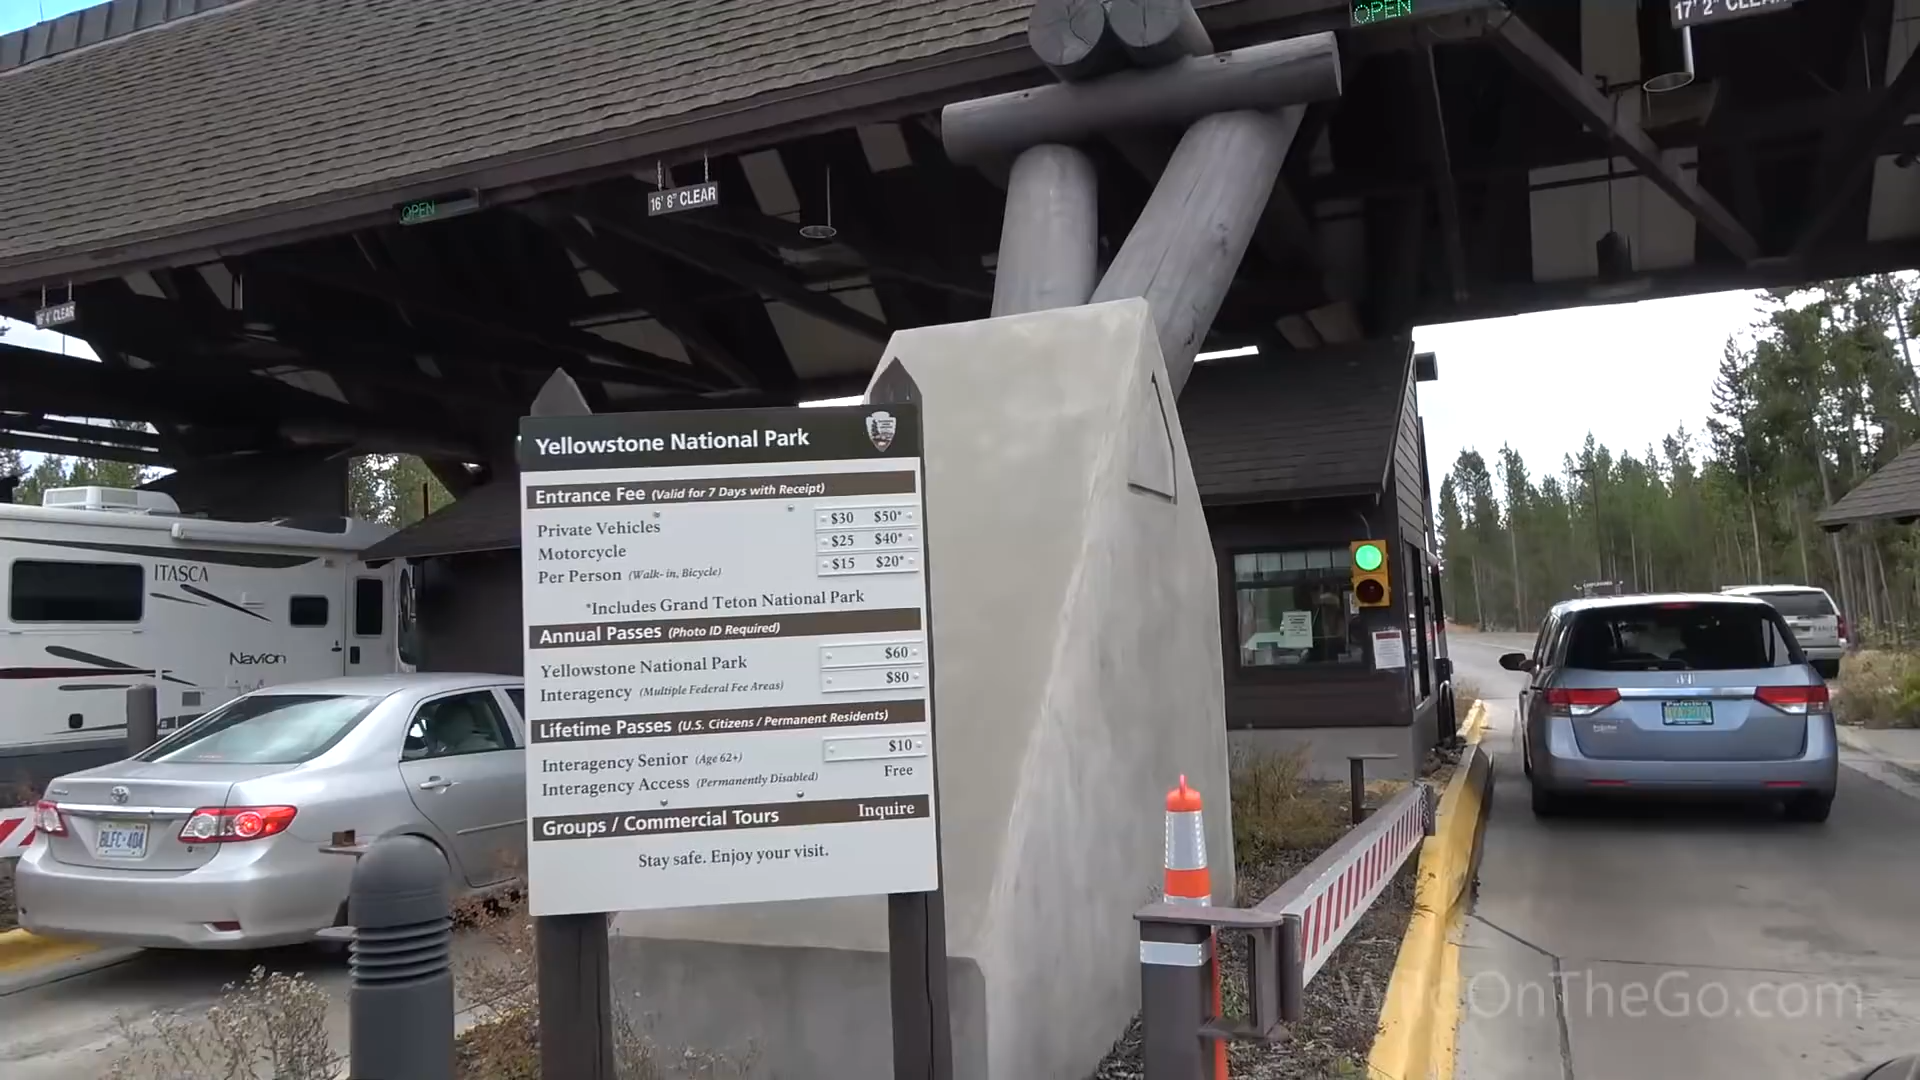 OPEN
17' 2" CLEAR
16' 8" CLEAR
OPEN
CLEAR
Yellowstone National Park
Entrance Fee (Valid for 7 Days with Receipt)
Private Vehicles $30 $50*
Motorcycle $25 $40*
Per Person (Walk-in, Bicycle) $15 $20*
*Includes Grand Teton National Park
Annual Passes (Photo ID Required)
Yellowstone National Park $60
Interagency (Multiple Federal Fee Areas) $80
Lifetime Passes (U.S. Citizens / Permanent Residents)
Interagency Senior (Age 62+) $10
Interagency Access (Permanently Disabled) Free
Groups / Commercial Tours Inquire
Stay safe. Enjoy your visit.
ITASCA
Navion
BLFC·404
WildOnTheGo.com